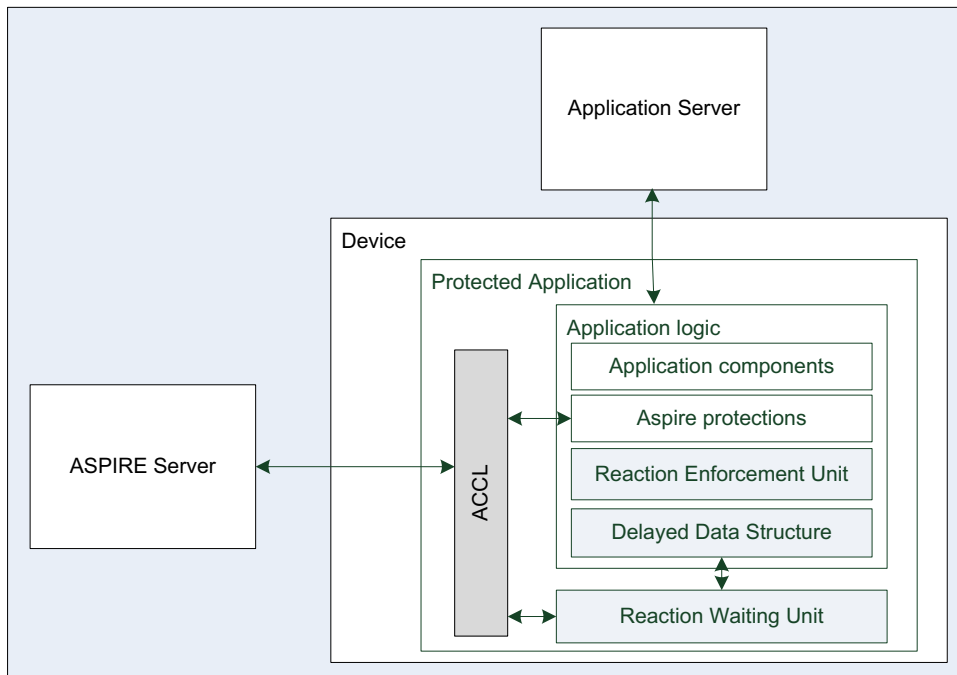 Application Server
Device
Protected Application
Application logic
Application components
Aspire protections
ASPIRE Server
ACCL
Reaction Enforcement Unit
Delayed Data Structure
Reaction Waiting Unit